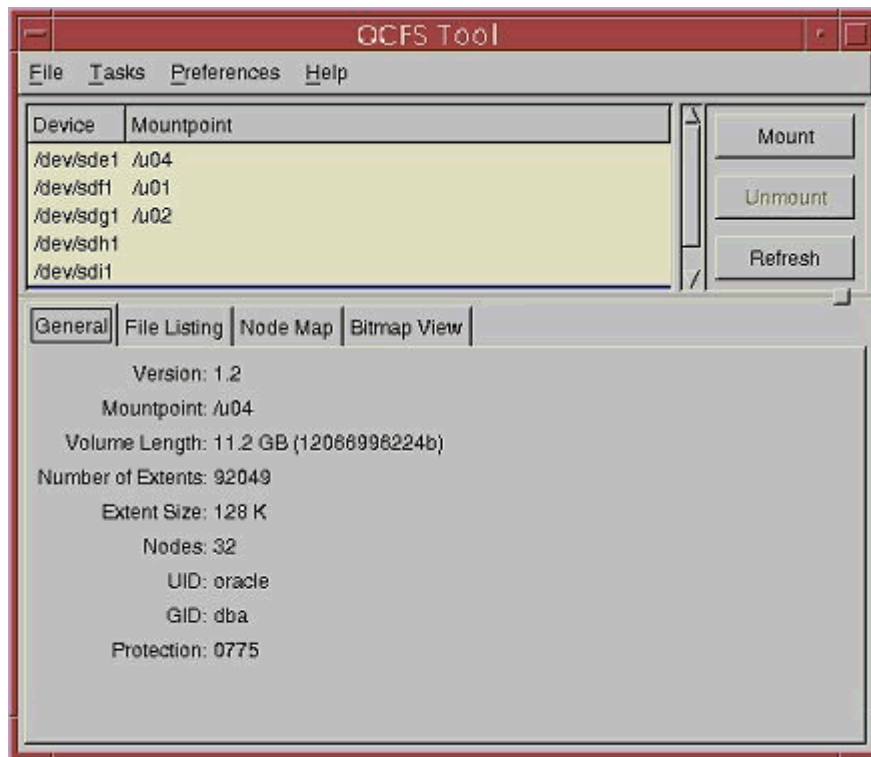 OCFS Tool
File Tasks Preferences Help
Device Mountpoint
/dev/sde1 /u04
/dev/sdf1 /u01
/dev/sdg1 /u02
/dev/sdh1
/dev/sdi1
Mount
Unmount
Refresh
General File Listing Node Map Bitmap View
Version: 1.2
Mountpoint: /u04
Volume Length: 11.2 GB (12066996224b)
Number of Extents: 92049
Extent Size: 128 K
Nodes: 32
UID: oracle
GID: dba
Protection: 0775